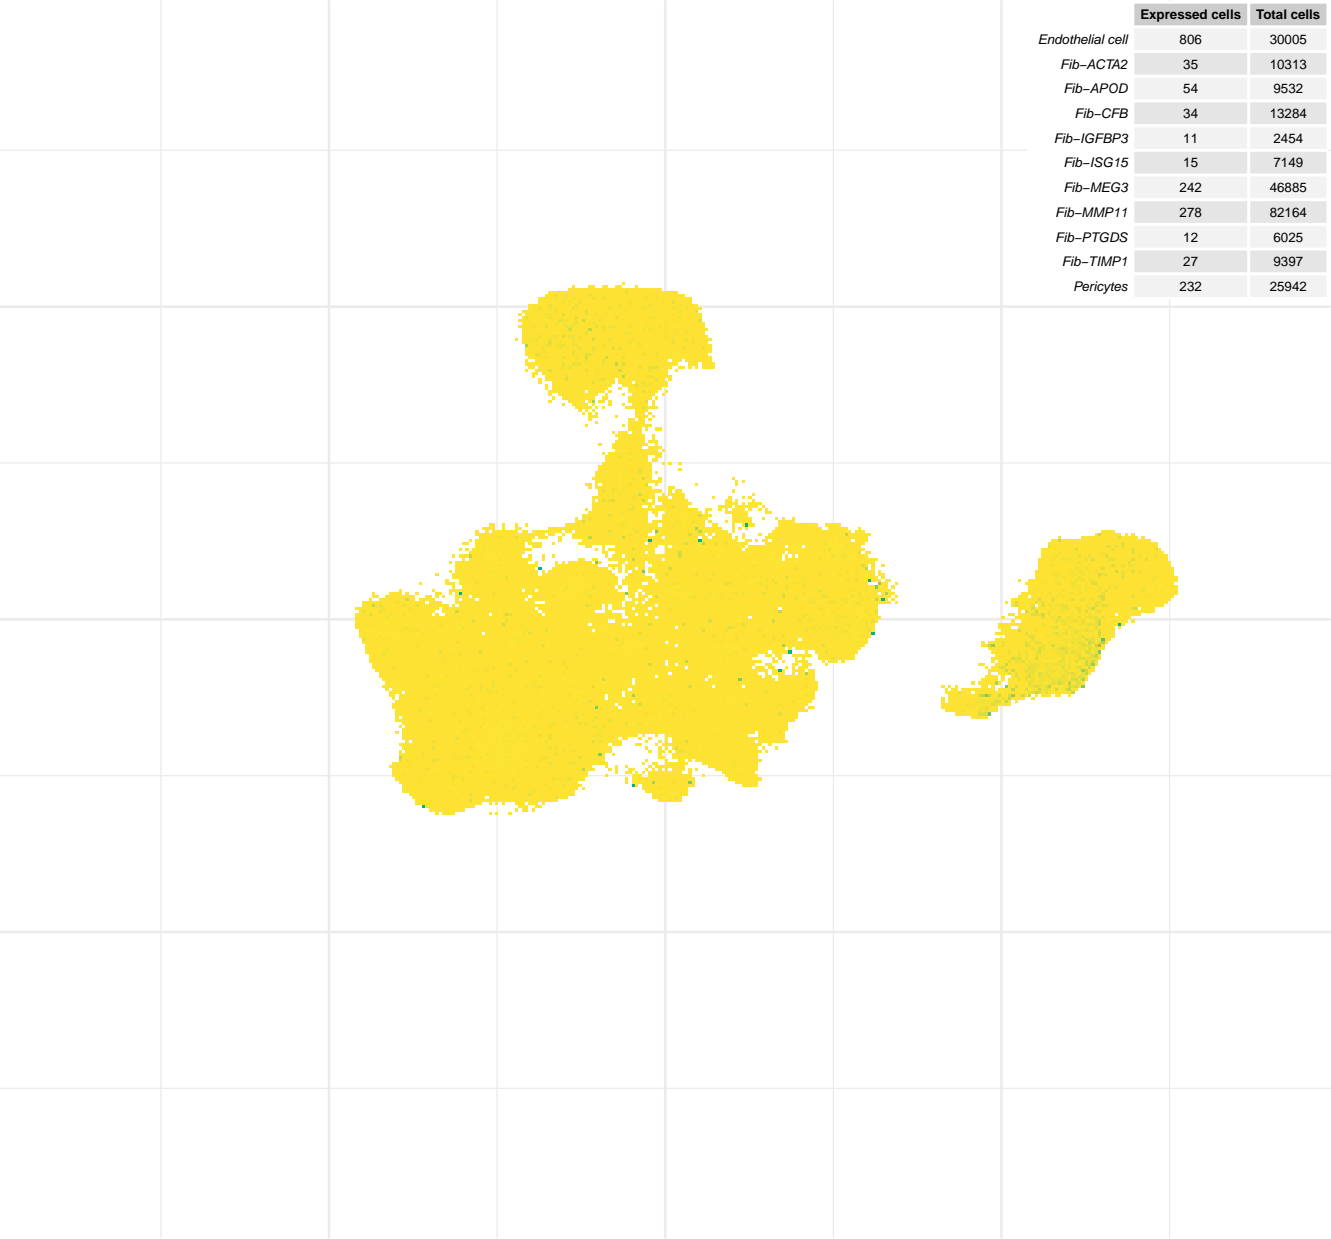 Expressed cells Total cells
Endothelial cell 806 30005
Fib−ACTA2 35 10313
Fib−APOD 54 9532
Fib−CFB 34 13284
Fib−IGFBP3 11 2454
Fib−ISG15 15 7149
Fib−MEG3 242 46885
Fib−MMP11 278 82164
Fib−PTGDS 12 6025
Fib−TIMP1 27 9397
Pericytes 232 25942